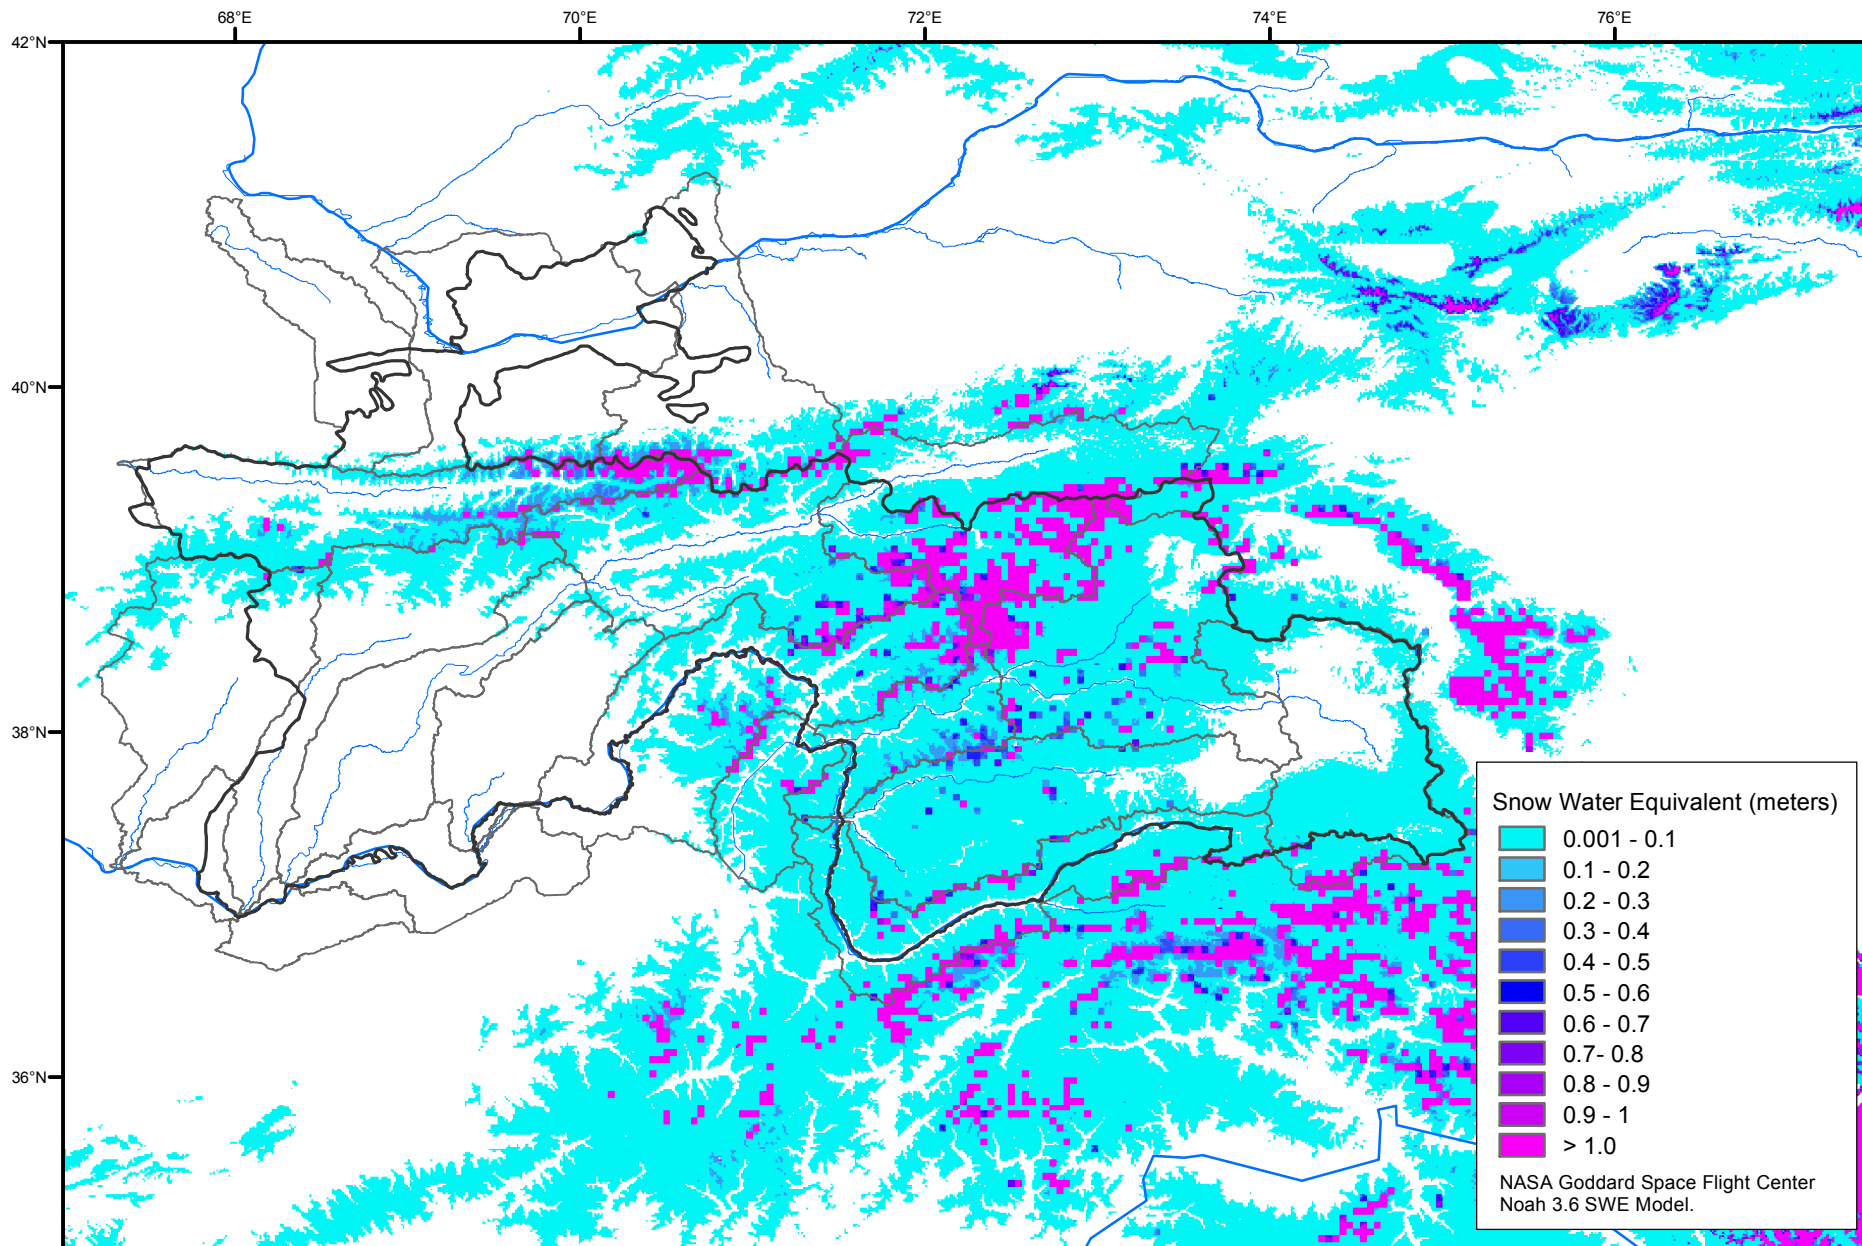 68°E 70°E 72°E 74°E 76°E
42°N
40°N
38°N
36°N
Snow Water Equivalent (meters)
0.001 - 0.1
0.1 - 0.2
0.2 - 0.3
0.3 - 0.4
0.4 - 0.5
0.5 - 0.6
0.6 - 0.7
0.7- 0.8
0.8 - 0.9
0.9 - 1
> 1.0
NASA Goddard Space Flight Center
Noah 3.6 SWE Model.